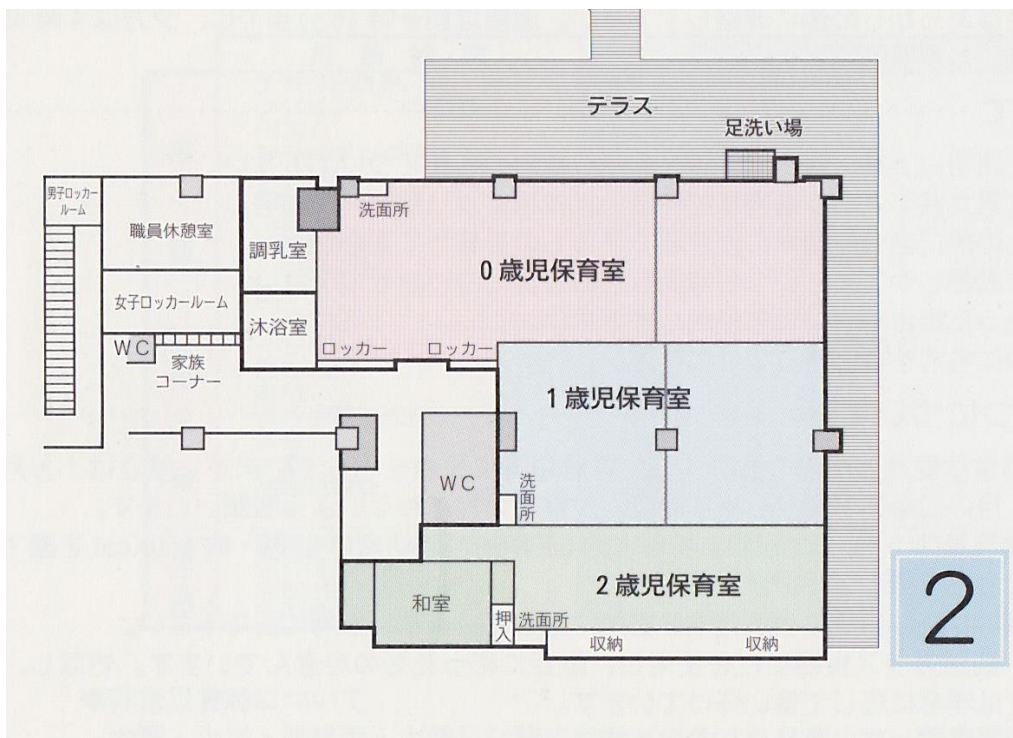 テラス
足洗い場
男子ロッカー
ルーム
職員休憩室
調乳室
洗面所
0歳児保育室
女子ロッカールーム
沐浴室
ロッカー
ロッカー
WC
家族
コーナー
1歳児保育室
WC
洗面所
2歳児保育室
和室
押入
洗面所
収納
収納
2